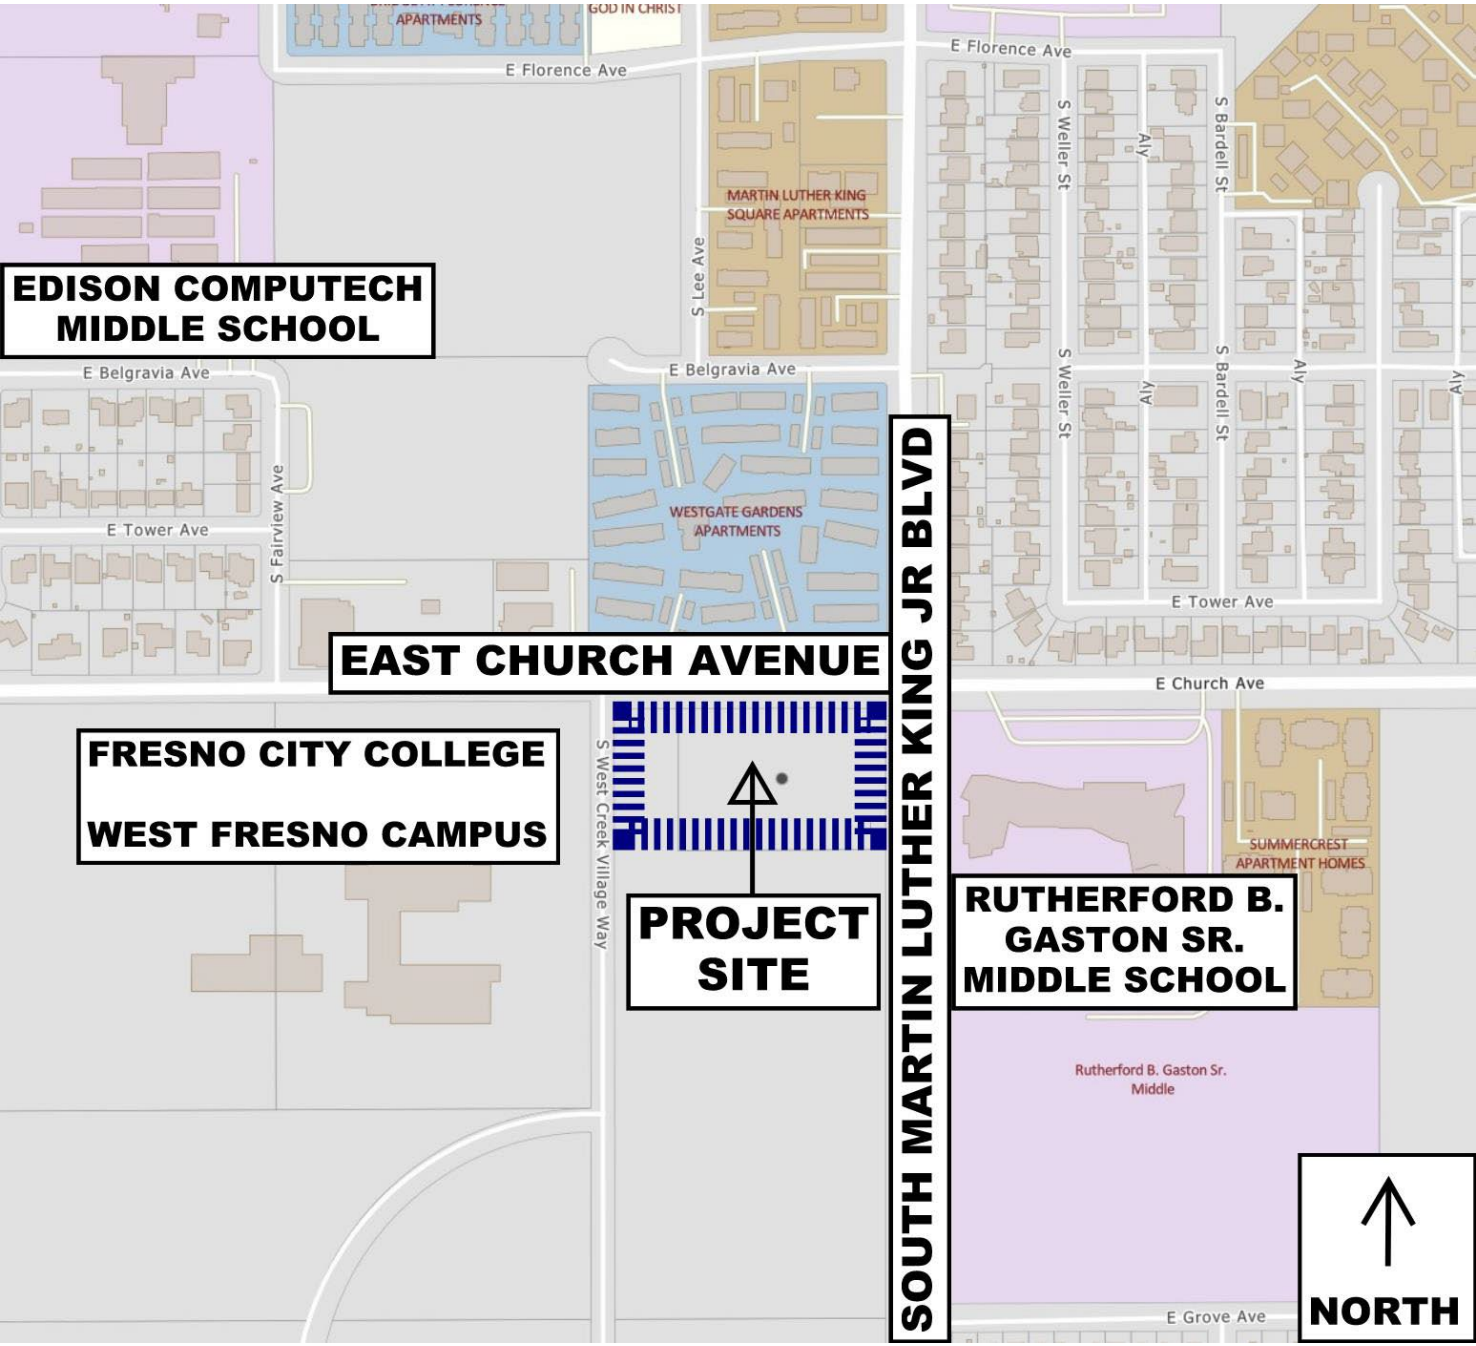 APARTMENTS
GOD IN CHRIST
E Florence Ave
E Florence Ave
S Weller St
Aly
S Bardell St
MARTIN LUTHER KING
SQUARE APARTMENTS
S Lee Ave
EDISON COMPUTECH
MIDDLE SCHOOL
E Belgravia Ave
E Belgravia Ave
S Weller St
Aly
S Bardell St
Aly
Aly
S Fairview Ave
E Tower Ave
WESTGATE GARDENS
APARTMENTS
E Tower Ave
EAST CHURCH AVENUE
SOUTH MARTIN LUTHER KING JR BLVD
E Church Ave
FRESNO CITY COLLEGE
WEST FRESNO CAMPUS
S West Creek Village Way
PROJECT
SITE
SUMMERCREST
APARTMENT HOMES
RUTHERFORD B.
GASTON SR.
MIDDLE SCHOOL
Rutherford B. Gaston Sr.
Middle
E Grove Ave
NORTH